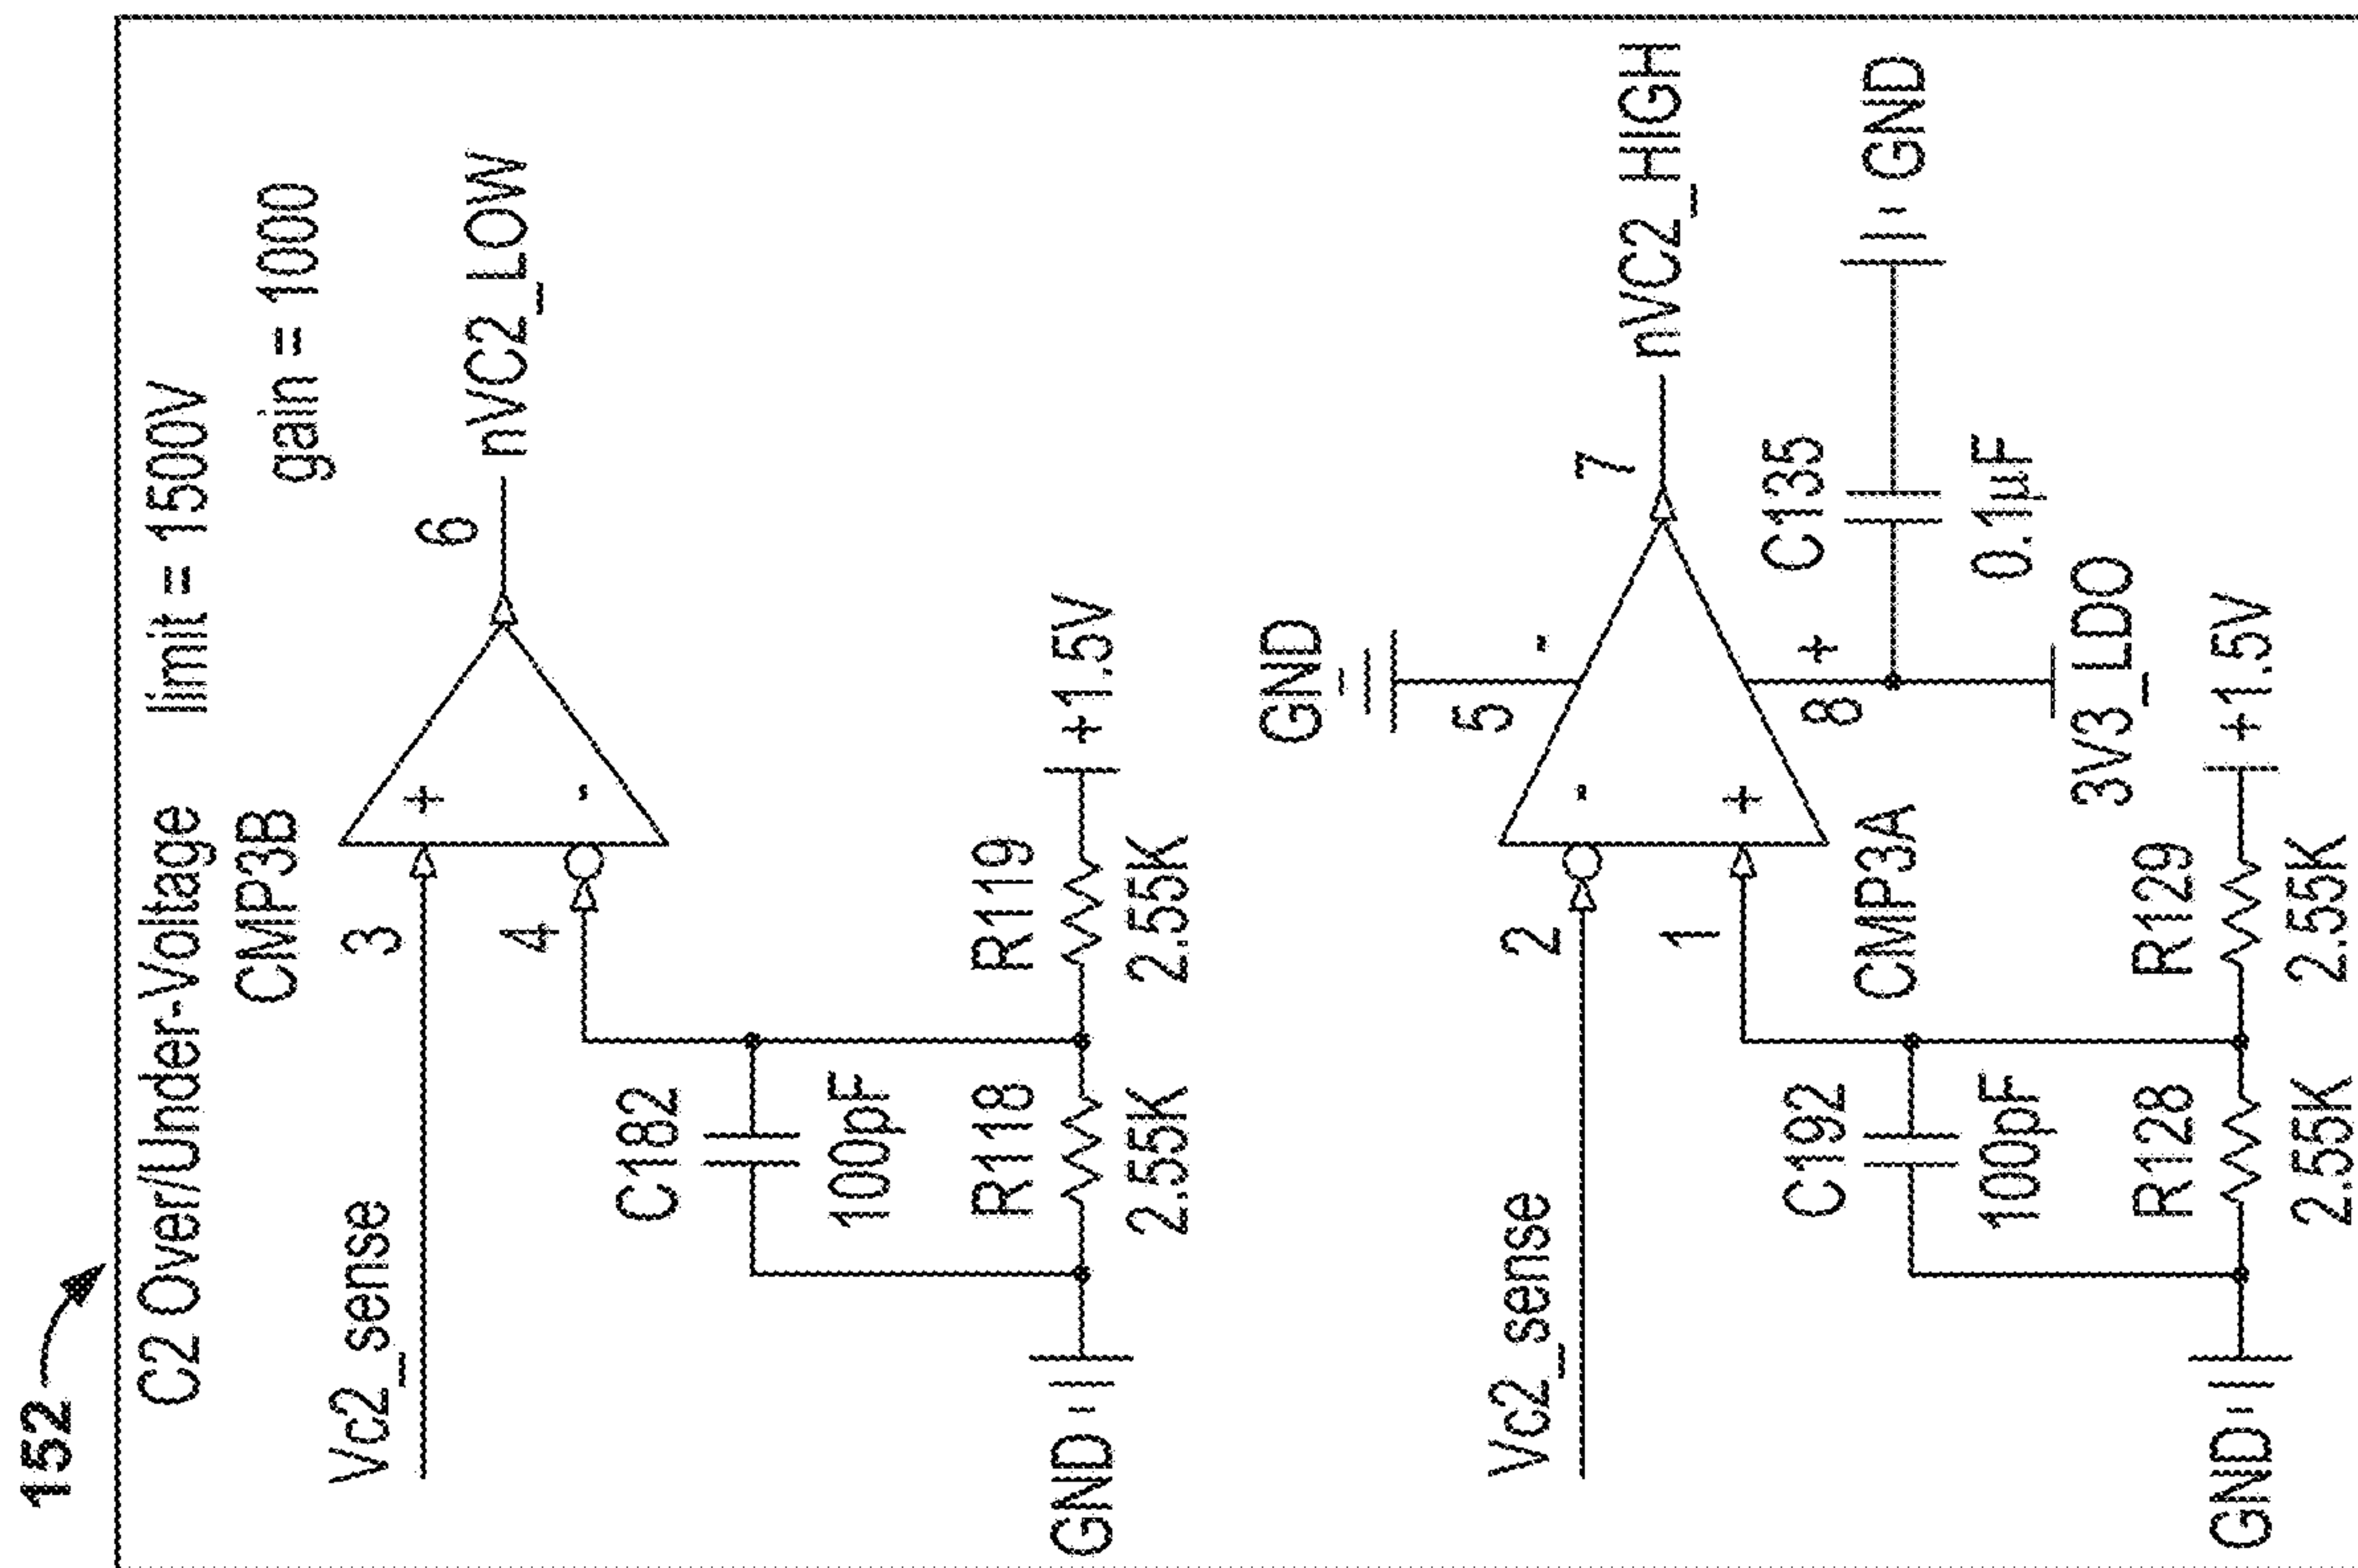 152
C2 Over/Under-Voltage limit = 1500V
CMP3B gain = 1000
Vc2_sense
3
+
6
nVC2_LOW
4
-
C182
100pF
R118
2.55K
R119
2.55K
GND
+1.5V
GND
5
-
Vc2_sense
2
-
7
nVC2_HIGH
1
+
CMP3A
8
+
C135
0.1µF
GND
3V3_LDO
C192
100pF
R128
2.55K
R129
2.55K
GND
+1.5V